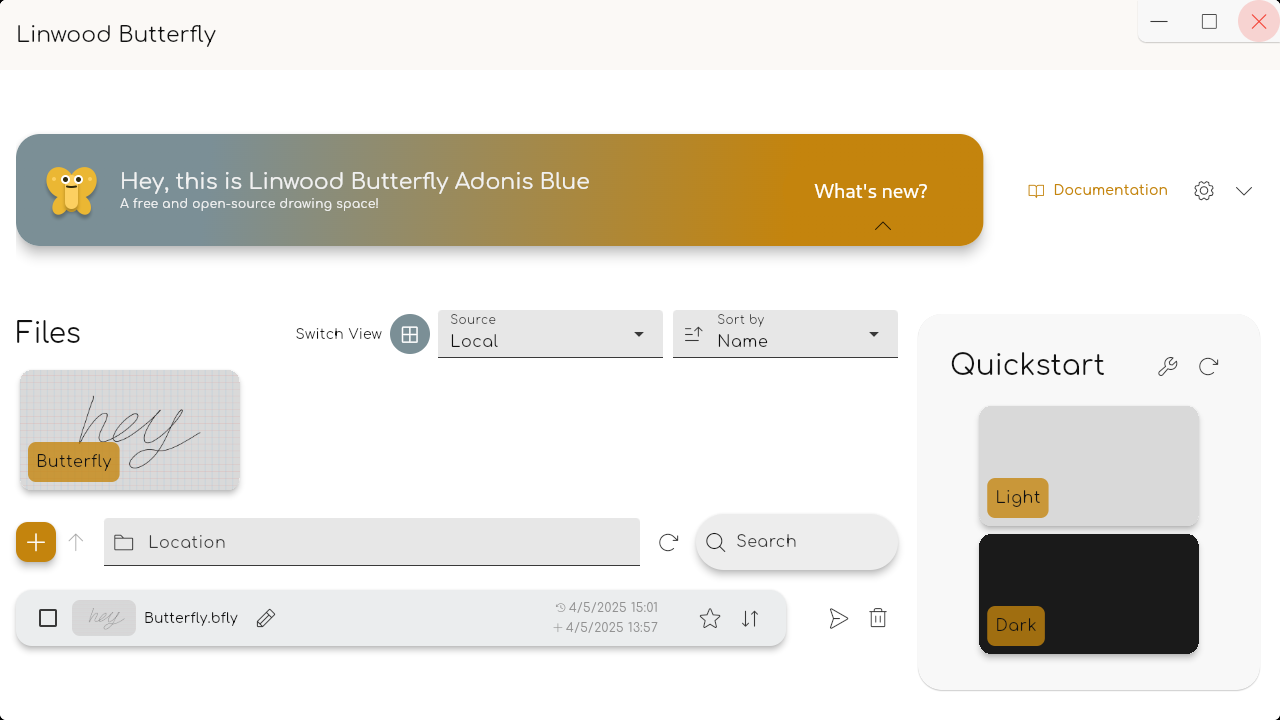 Linwood Butterfly
Hey, this is Linwood Butterfly Adonis Blue
A free and open-source drawing space!
What's new?
Documentation
Files
Switch View
Source
Local
Sort by
Name
hey
Butterfly
Location
Search
hey
Butterfly.bfly
4/5/2025 15:01
4/5/2025 13:57
Quickstart
Light
Dark